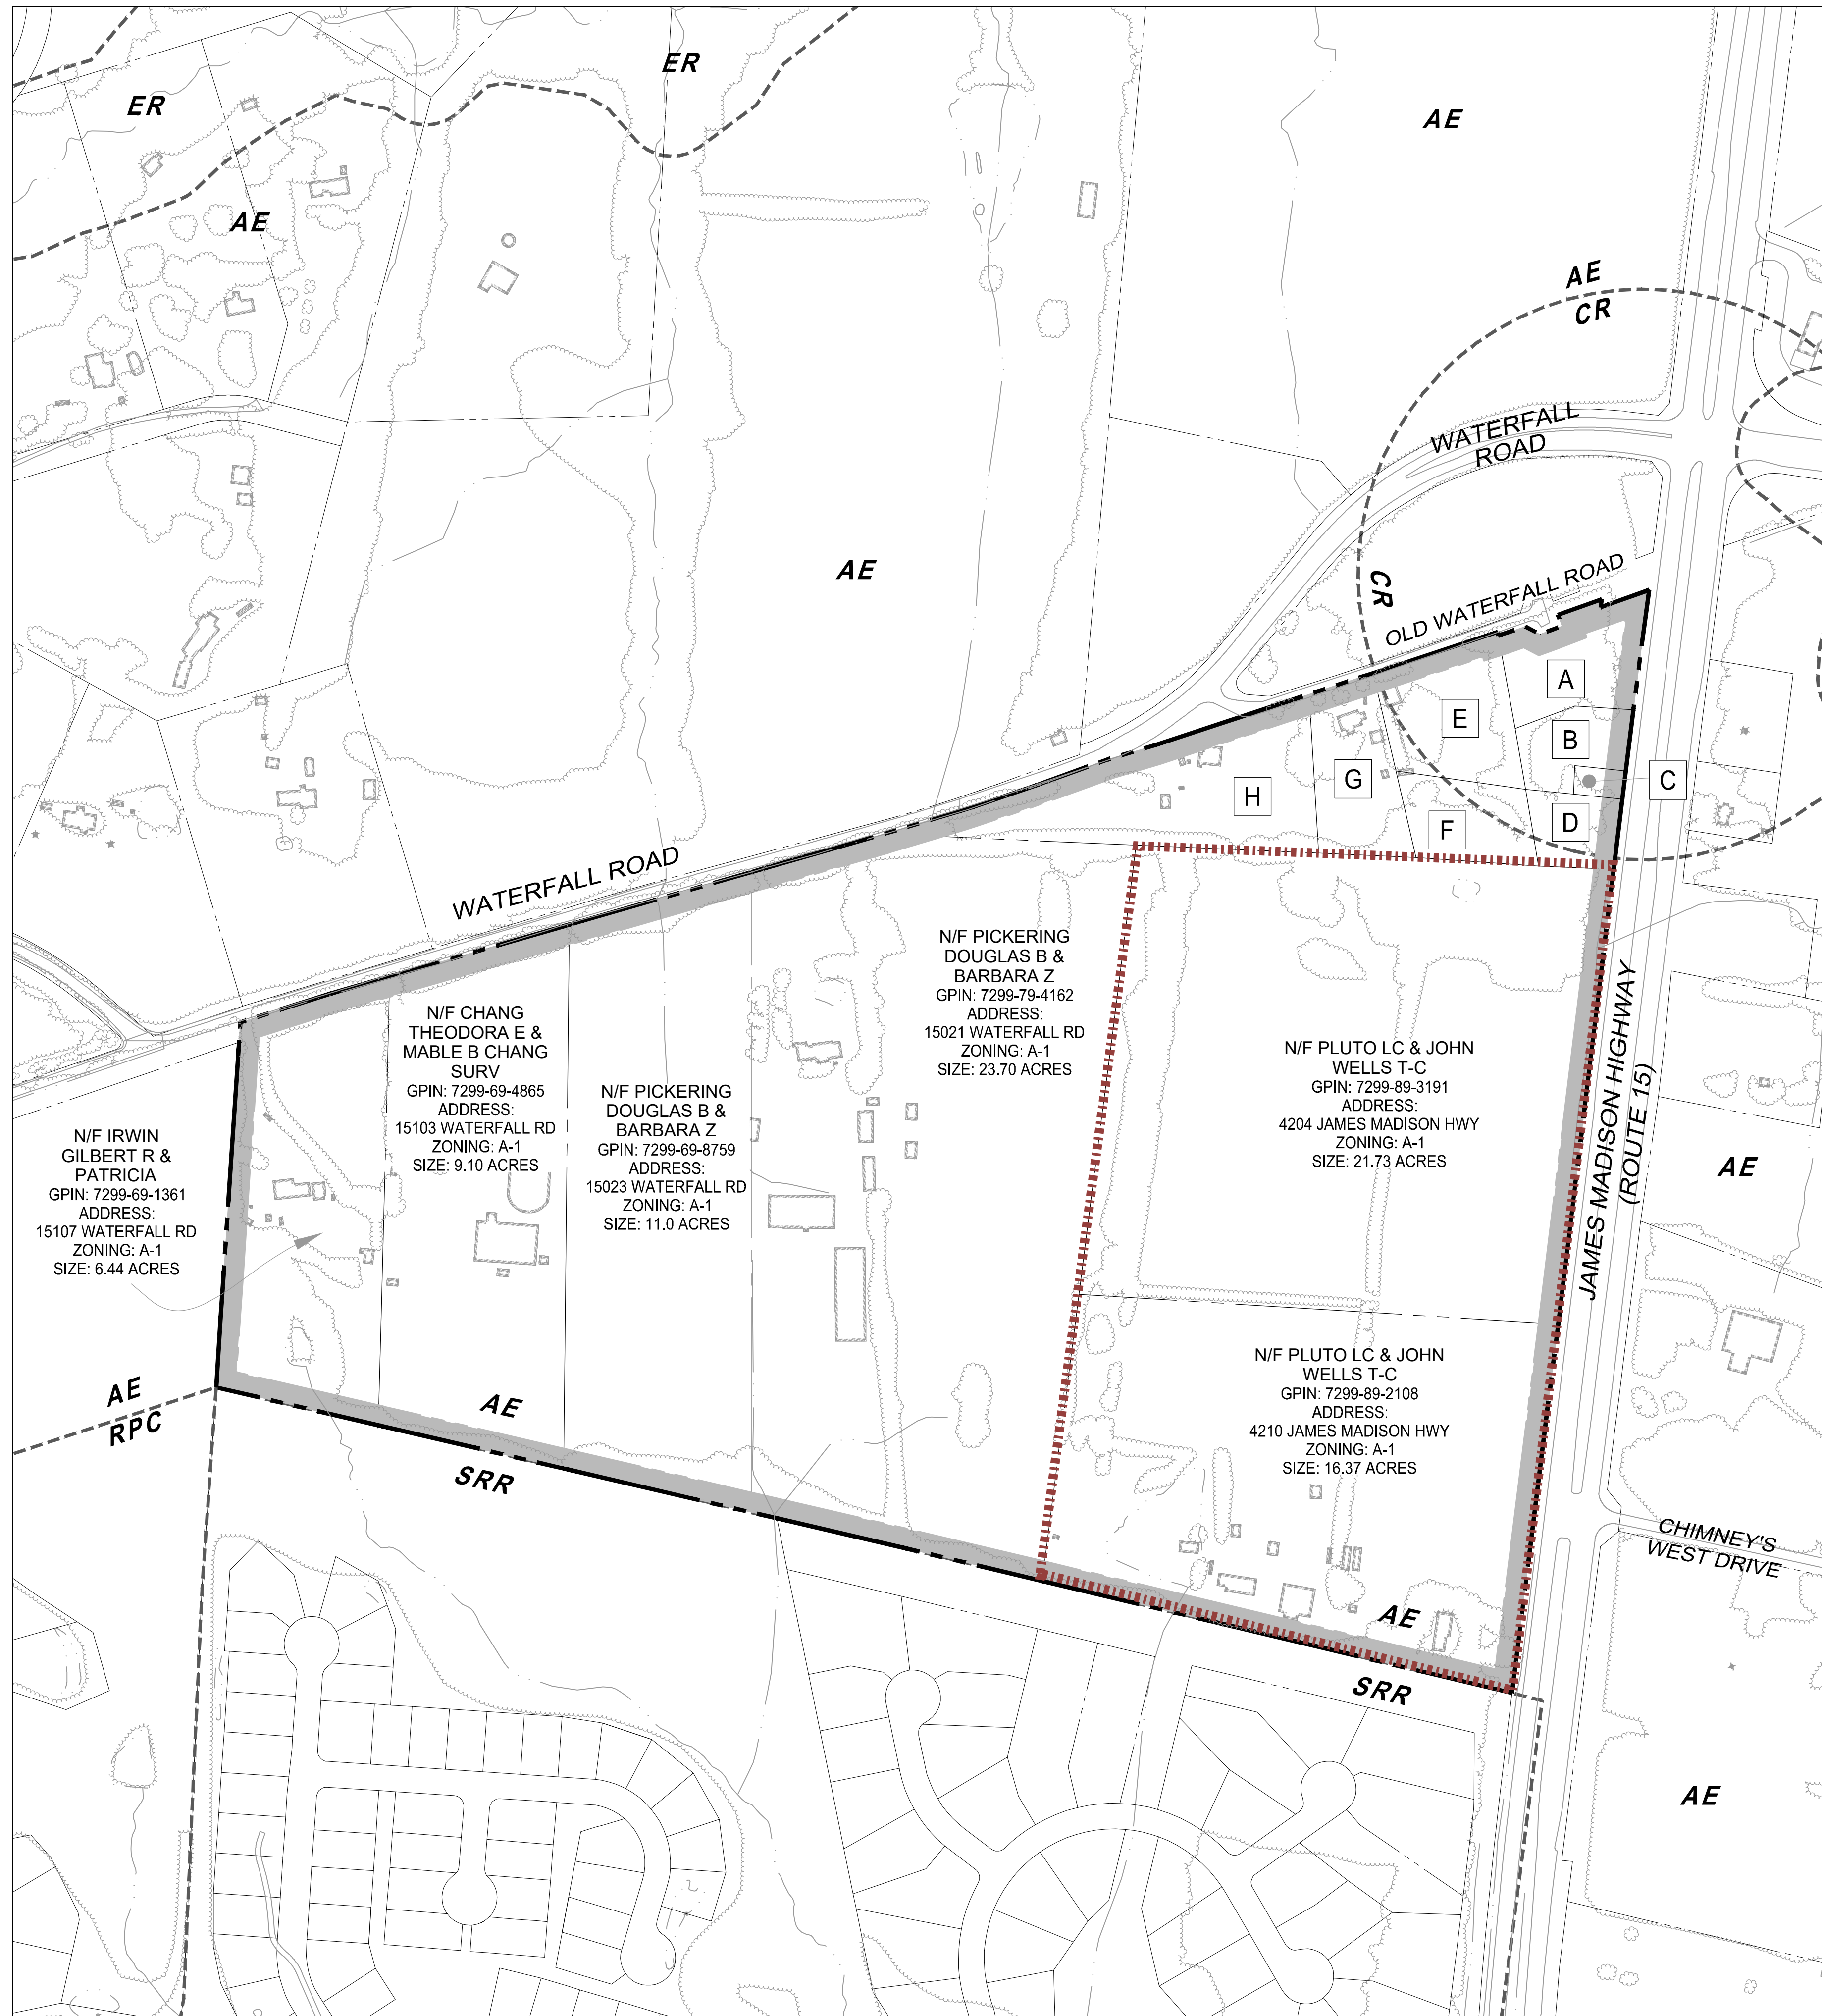 ER
ER
AE
AE
AE
CR
WATERFALL
ROAD
AE
CR
OLD WATERFALL ROAD
A
E
B
C
G
H
D
F
WATERFALL ROAD
N/F PICKERING
DOUGLAS B &
BARBARA Z
GPIN: 7299-79-4162
ADDRESS:
15021 WATERFALL RD
ZONING: A-1
SIZE: 23.70 ACRES
N/F CHANG
THEODORA E &
MABLE B CHANG
SURV
GPIN: 7299-69-4865
ADDRESS:
15103 WATERFALL RD
ZONING: A-1
SIZE: 9.10 ACRES
N/F PICKERING
DOUGLAS B &
BARBARA Z
GPIN: 7299-69-8759
ADDRESS:
15023 WATERFALL RD
ZONING: A-1
SIZE: 11.0 ACRES
N/F PLUTO LC & JOHN
WELLS T-C
GPIN: 7299-89-3191
ADDRESS:
4204 JAMES MADISON HWY
ZONING: A-1
SIZE: 21.73 ACRES
JAMES MADISON HIGHWAY
(ROUTE 15)
N/F IRWIN
GILBERT R &
PATRICIA
GPIN: 7299-69-1361
ADDRESS:
15107 WATERFALL RD
ZONING: A-1
SIZE: 6.44 ACRES
AE
N/F PLUTO LC & JOHN
WELLS T-C
GPIN: 7299-89-2108
ADDRESS:
4210 JAMES MADISON HWY
ZONING: A-1
SIZE: 16.37 ACRES
AE
RPC
AE
SRR
CHIMNEY'S
WEST DRIVE
AE
SRR
AE